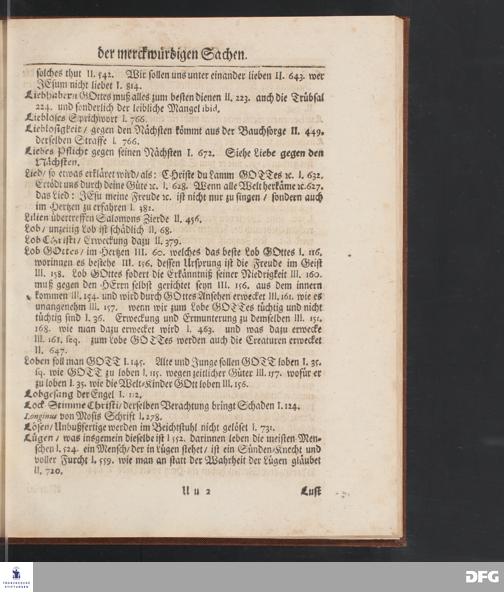 der merckwürdigen Sachen.
solches thut II. 542. Wir sollen uns unter einander lieben II. 643. wer
JEsum nicht liebet I. 814.
Liebhabern GOttes muß alles zum besten dienen II. 223. auch die Trübsal
224. und sonderlich der leibliche Mangel ibid.
Liebloses Sprichwort I. 766.
Lieblosigkeit / gegen den Nächsten kömmt aus der Bauchsorge II. 449.
derselben Straffe I. 766.
Liebes Pflicht gegen seinen Nächsten I. 672. Siehe Liebe gegen den
Nächsten.
Lied / so etwas erkläret wird / als: Christe du Lamm GOTTes ꝛc. I. 632.
Ertödt uns durch deine Güte ꝛc. I. 628. Wenn alle Welt herkäme ꝛc. 627.
das Lied: JEsu meine Freude ꝛc. ist nicht nur zu singen / sondern auch
im Hertzen zu erfahren I. 382.
Lilien übertreffen Salomons Zierde II. 456.
Lob / unzeitig Lob ist schädlich II. 68.
Lob Christi / Erweckung dazu II. 379.
Lob GOttes / im Hertzen III. 60. welches das beste Lob GOttes I. 116.
worinnen es bestehe III. 156. dessen Ursprung ist die Freude im Geist
III. 158. Lob GOttes fodert die Erkänntniß seiner Niedrigkeit III. 160.
muß gegen den HErrn selbst gerichtet seyn III. 156. aus dem innern
kommen III. 154. und wird durch GOttes Ansehen erwecket III. 161. wie es
unangenehm III. 157. wenn wir zum Lobe GOTTes tüchtig und nicht
tüchtig sind I. 36. Erweckung und Ermunterung zu demselben III. 151.
168. wie man dazu erwecket wird I. 463. und was dazu erwecke
III. 161. seq. zum Lobe GOTTes werden auch die Creaturen erwecket
II. 647.
Loben soll man GOTT I. 145. Alte und Junge sollen GOTT loben I. 35.
sq. wie GOTT zu loben I. 115. wegen zeitlicher Güter III. 157. wofür er
zu loben I. 35. wie die Welt-Kinder GOtt loben III. 156.
Lobgesang der Engel I. 112.
Lock Stimme Christi / derselben Verachtung bringt Schaden I. 124.
Longinus von Mosis Schrift I. 278.
Lösen / Unbußfertige werden im Beichtstuhl nicht gelöset I. 731.
Lügen / was insgemein dieselbe ist I 552. darinnen leben die meisten Men-
schen I. 524. ein Mensch / der in Lügen stehet / ist ein Sünden-Knecht und
voller Furcht I. 559. wie man an statt der Wahrheit der Lügen gläubet
II. 720.
U u 2 Lust
FRANCKESCHE STIFTUNGEN
DFG